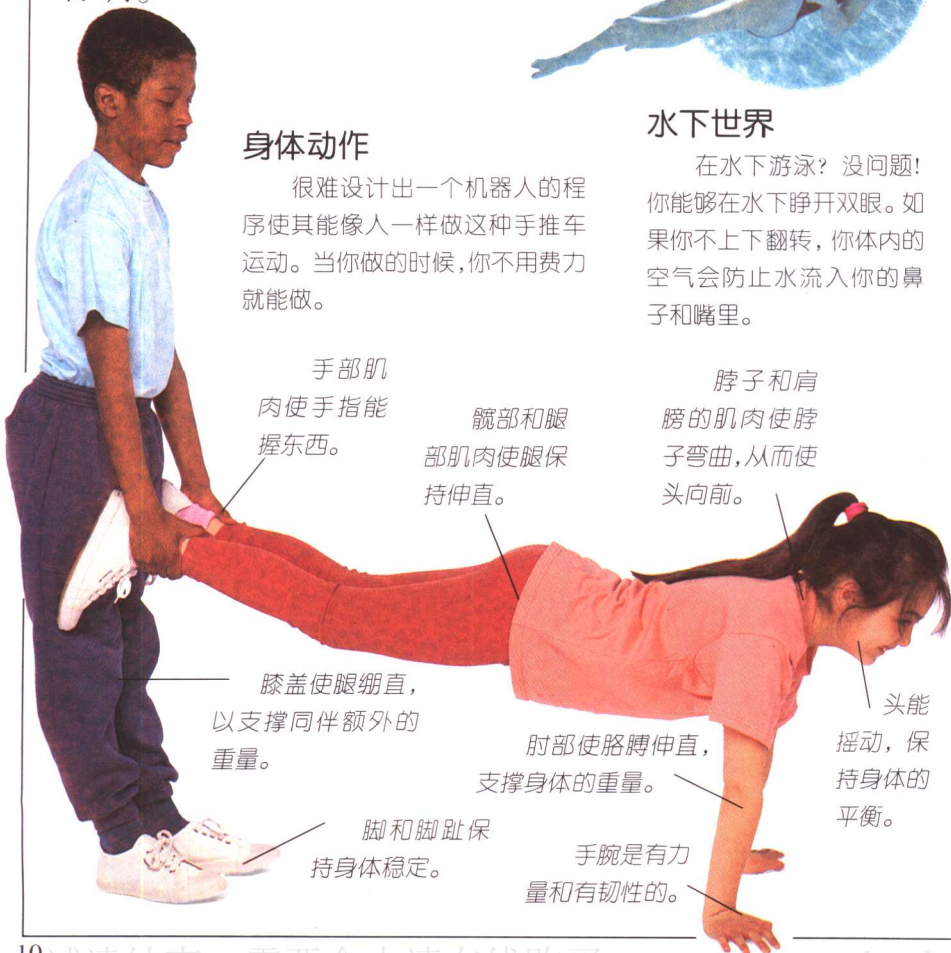 身体动作
很难设计出一个机器人的程
序使其能像人一样做这种手推车
运动。当你做的时候,你不用费力
就能做。
水下世界
在水下游泳? 没问题!
你能够在水下睁开双眼。如
果你不上下翻转,你体内的
空气会防止水流入你的鼻
子和嘴里。
手部肌
肉使手指能
握东西。
髋部和腿
部肌肉使腿保
持伸直。
脖子和肩
膀的肌肉使脖
子弯曲,从而使
头向前。
膝盖使腿绷直,
以支撑同伴额外的
重量。
肘部使胳膊伸直,
支撑身体的重量。
头能
摇动,保
持身体的
平衡。
脚和脚趾保
持身体稳定。
手腕是有力
量和有韧性的。
10